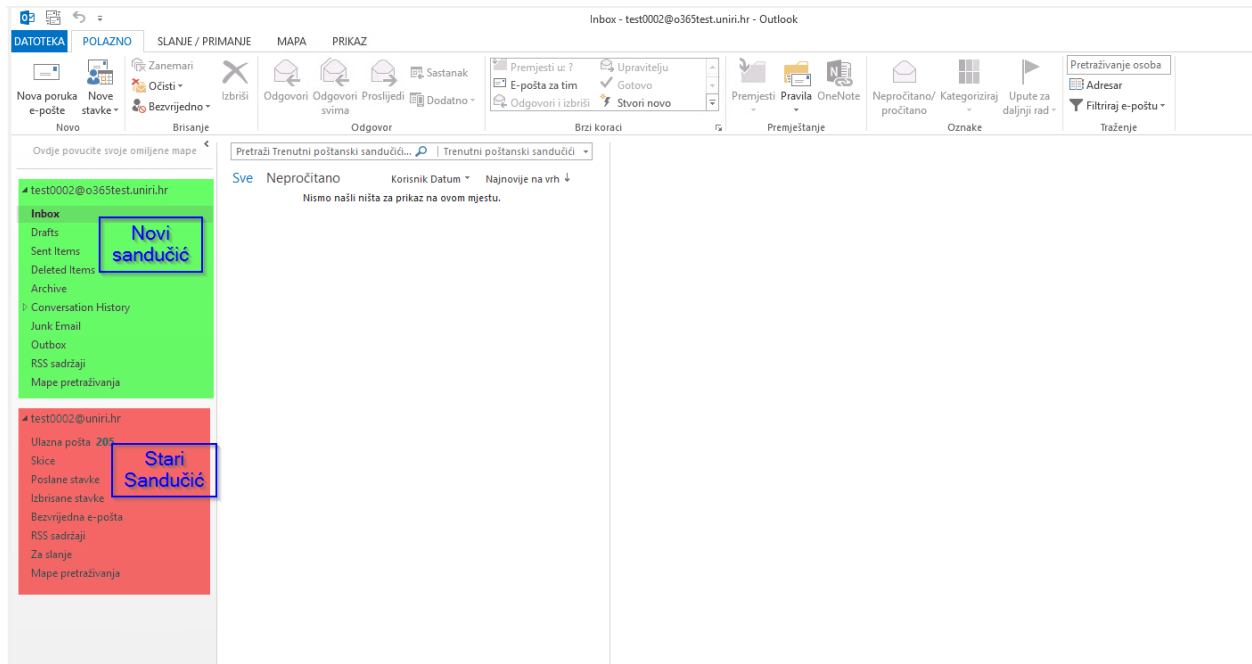 Inbox - test0002@o365test.uniri.hr - Outlook
DATOTEKA POLAZNO SLANJE / PRIMANJE MAPA PRIKAZ
Nova poruka e-pošte
Nove stavke
Novo
Zanemari
Očisti
Bezvrijedno
Izbriši
Brisanje
Odgovori
Odgovori svima
Proslijedi
Sastanak
Dodatno
Odgovor
Premjesti u: ?
E-pošta za tim
Odgovori i izbriši
Upravitelju
Gotovo
Stvori novo
Brzi koraci
Premjesti
Pravila
OneNote
Premještanje
Nepročitano/ pročitano
Kategoriziraj
Upute za daljnji rad
Oznake
Pretraživanje osoba
Adresar
Filtriraj e-poštu
Traženje
Ovdje povucite svoje omiljene mape
test0002@o365test.uniri.hr
Inbox
Drafts
Sent Items
Deleted Items
Archive
Conversation History
Junk Email
Outbox
RSS sadržaji
Mape pretraživanja
Novi
sandučić
test0002@uniri.hr
Ulazna pošta 205
Skice
Poslane stavke
Izbrisane stavke
Bezvrijedna e-pošta
RSS sadržaji
Za slanje
Mape pretraživanja
Stari
Sandučić
Pretraži Trenutni poštanski sandučići... Trenutni poštanski sandučići
Sve Nepročitano Korisnik Datum Najnovije na vrh
Nismo našli ništa za prikaz na ovom mjestu.